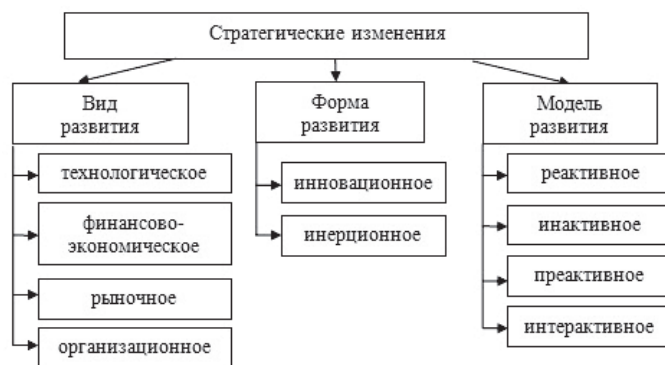 Стратегические изменения
Вид
развития
технологическое
финансово-
экономическое
рыночное
организационное
Форма
развития
инновационное
инерционное
Модель
развития
реактивное
инактивное
преактивное
интерактивное